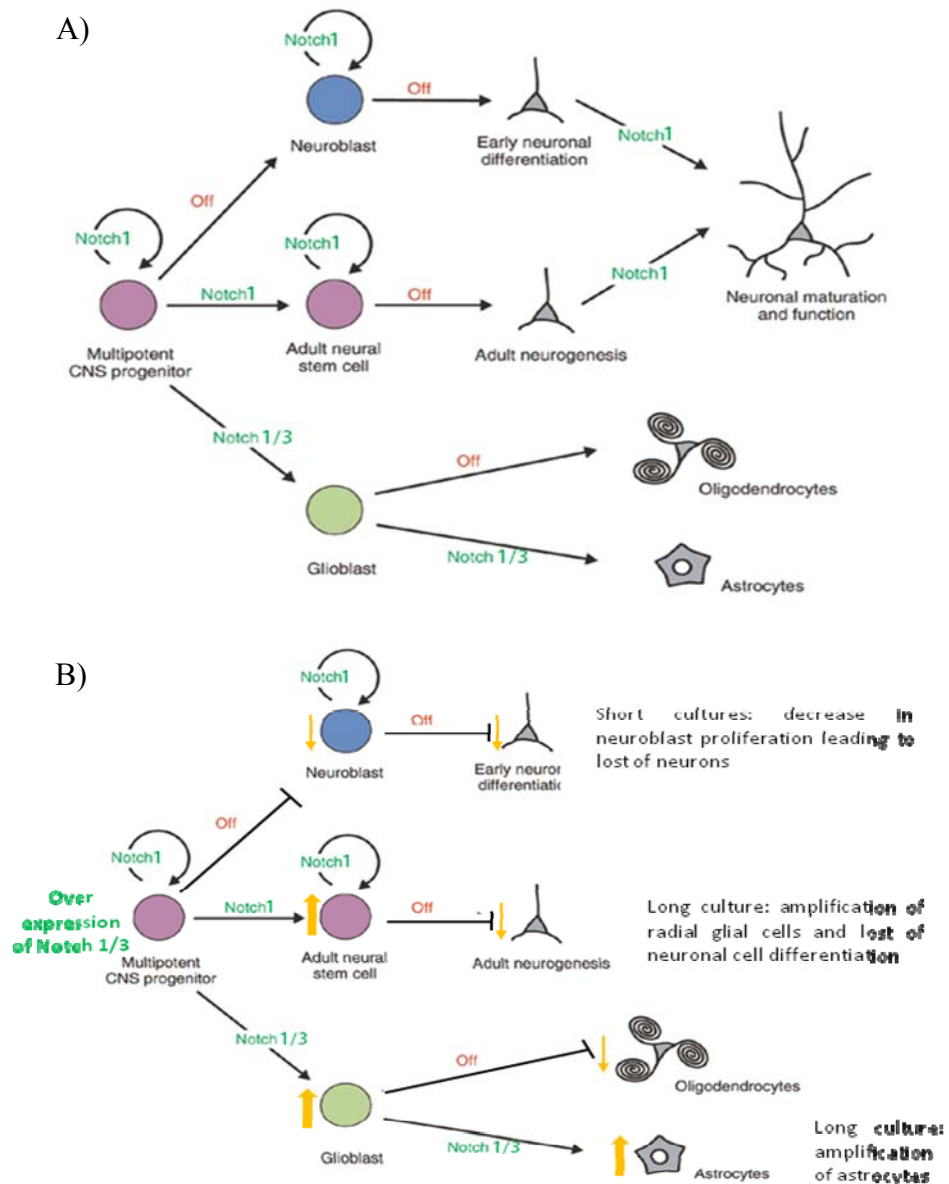 A)
Notch1
Off
Neuroblast
Early neuronal
differentiation
Notch1
Off
Notch1
Notch1
Notch1
Off
Notch1
Multipotent
CNS progenitor
Adult neural
stem cell
Adult neurogenesis
Neuronal maturation
and function
Notch 1/3
Off
Oligodendrocytes
Glioblast
Notch 1/3
Astrocytes
B)
Notch1
Off
Neuroblast
Early neuron
differentiatic
Short cultures: decrease in
neuroblast proliferation leading to
lost of neurons
Off
Notch1
Notch1
Over
expression
of Notch 1/3
Notch1
Off
Multipotent
CNS progenitor
Adult neural
stem cell
Adult neurogenesis
Long culture: amplification of
radial glial cells and lost of
neuronal cell differentiation
Notch 1/3
Off
Oligodendrocytes
Glioblast
Notch 1/3
Astrocytes
Long culture:
amplification
of astrocytes